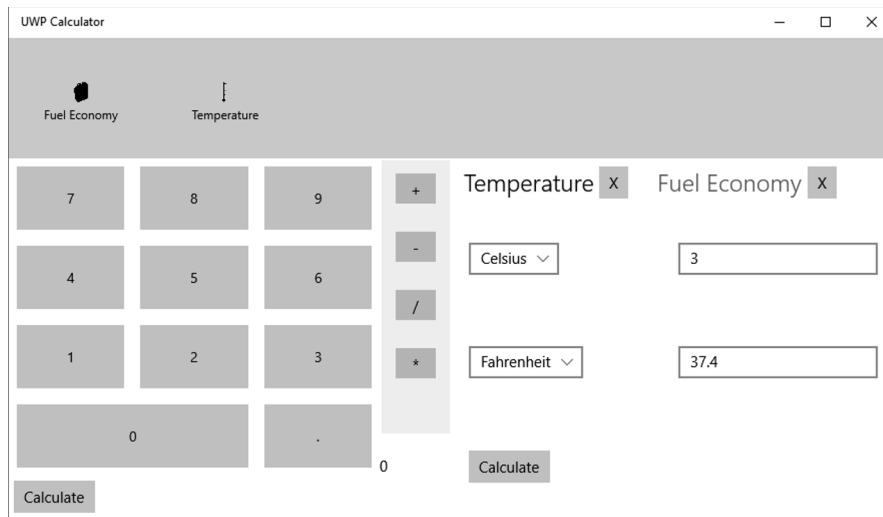 UWP Calculator
Fuel Economy
Temperature
7 8 9
4 5 6
1 2 3
0 .
+
-
/
*
0
Calculate
Temperature X Fuel Economy X
Celsius 3
Fahrenheit 37.4
Calculate